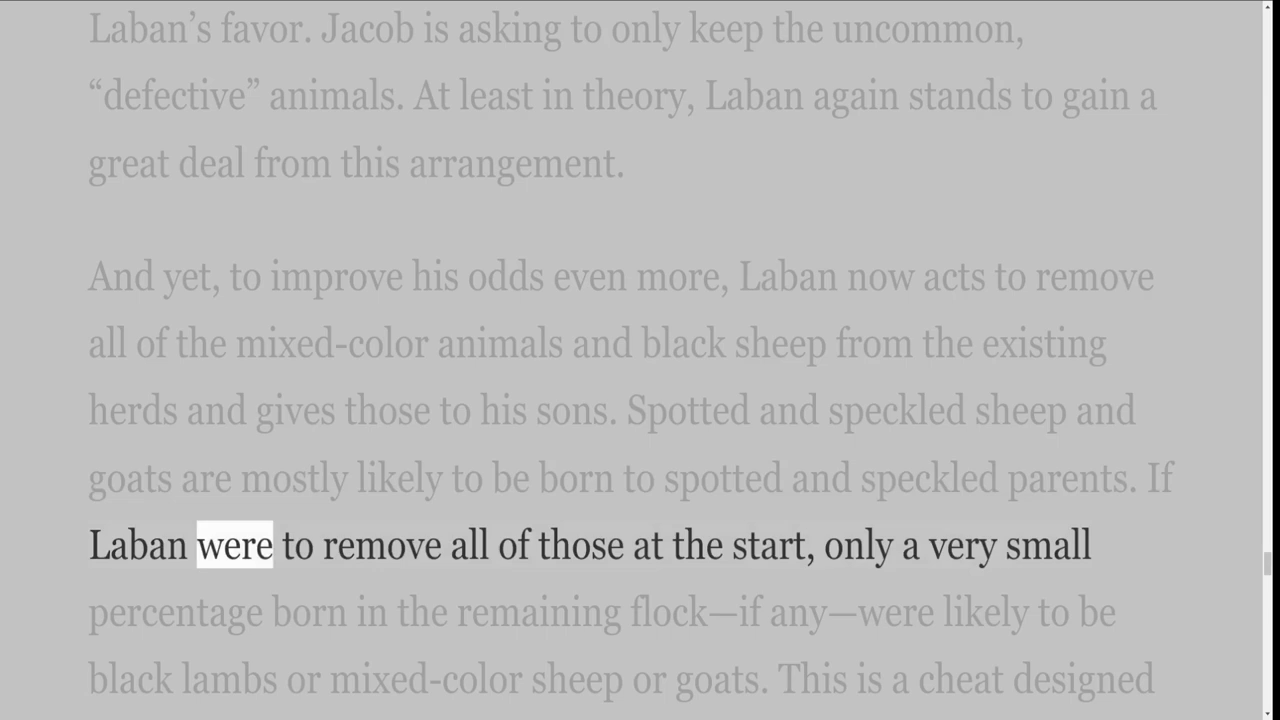 Laban’s favor. Jacob is asking to only keep the uncommon,
“defective” animals. At least in theory, Laban again stands to gain a
great deal from this arrangement.
And yet, to improve his odds even more, Laban now acts to remove
all of the mixed-color animals and black sheep from the existing
herds and gives those to his sons. Spotted and speckled sheep and
goats are mostly likely to be born to spotted and speckled parents. If
Laban were to remove all of those at the start, only a very small
percentage born in the remaining flock—if any—were likely to be
black lambs or mixed-color sheep or goats. This is a cheat designed